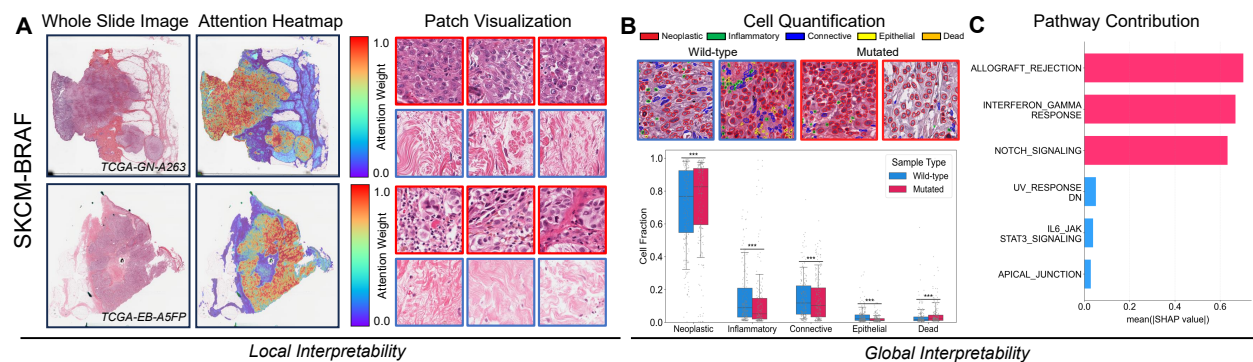 A
Whole Slide Image
Attention Heatmap
Patch Visualization
SKCM-BRAF
TCGA-GN-A263
1.0
Attention Weight
0.0
TCGA-EB-A5FP
1.0
Attention Weight
0.0
Local Interpretability
B
Cell Quantification
Neoplastic
Inflammatory
Connective
Epithelial
Dead
Wild-type
Mutated
Cell Fraction
1.0
0.8
0.6
0.4
0.2
0.0
***
***
***
***
***
Sample Type
Wild-type
Mutated
Neoplastic
Inflammatory
Connective
Epithelial
Dead
C
Pathway Contribution
ALLOGRAFT_REJECTION
INTERFERON_GAMMA
RESPONSE
NOTCH_SIGNALING
UV_RESPONSE
DN
IL6_JAK
STAT3_SIGNALING
APICAL_JUNCTION
0.0
0.2
0.4
0.6
mean(|SHAP value|)
Global Interpretability